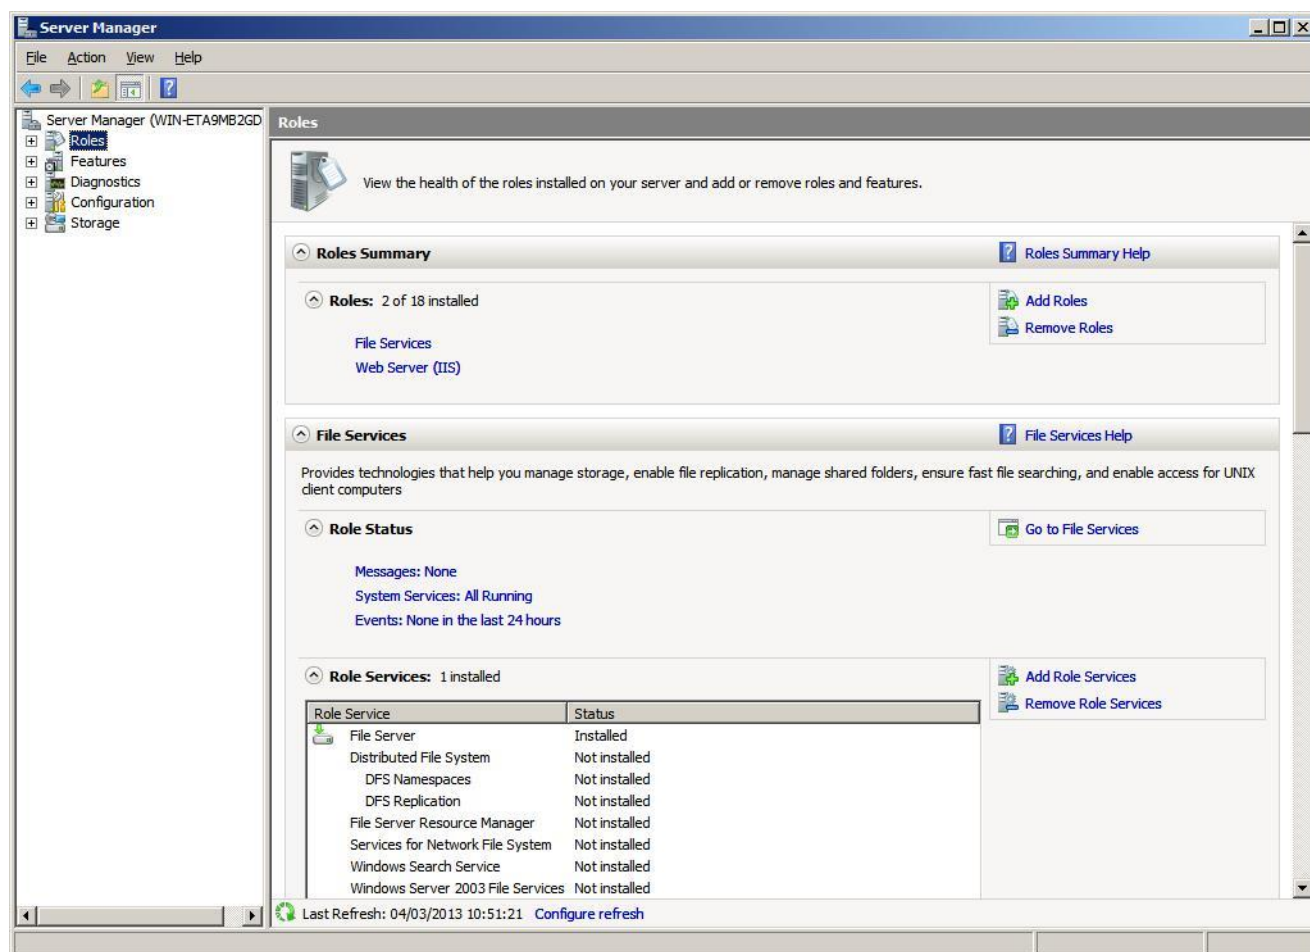 Server Manager
File Action View Help
Server Manager (WIN-ETA9MB2GD
Roles
Features
Diagnostics
Configuration
Storage
Roles
View the health of the roles installed on your server and add or remove roles and features.
Roles Summary
Roles Summary Help
Roles: 2 of 18 installed
Add Roles
Remove Roles
File Services
Web Server (IIS)
File Services
File Services Help
Provides technologies that help you manage storage, enable file replication, manage shared folders, ensure fast file searching, and enable access for UNIX
client computers
Role Status
Go to File Services
Messages: None
System Services: All Running
Events: None in the last 24 hours
Role Services: 1 installed
Add Role Services
Remove Role Services
Role Service Status
File Server Installed
Distributed File System Not installed
DFS Namespaces Not installed
DFS Replication Not installed
File Server Resource Manager Not installed
Services for Network File System Not installed
Windows Search Service Not installed
Windows Server 2003 File Services Not installed
Last Refresh: 04/03/2013 10:51:21 Configure refresh